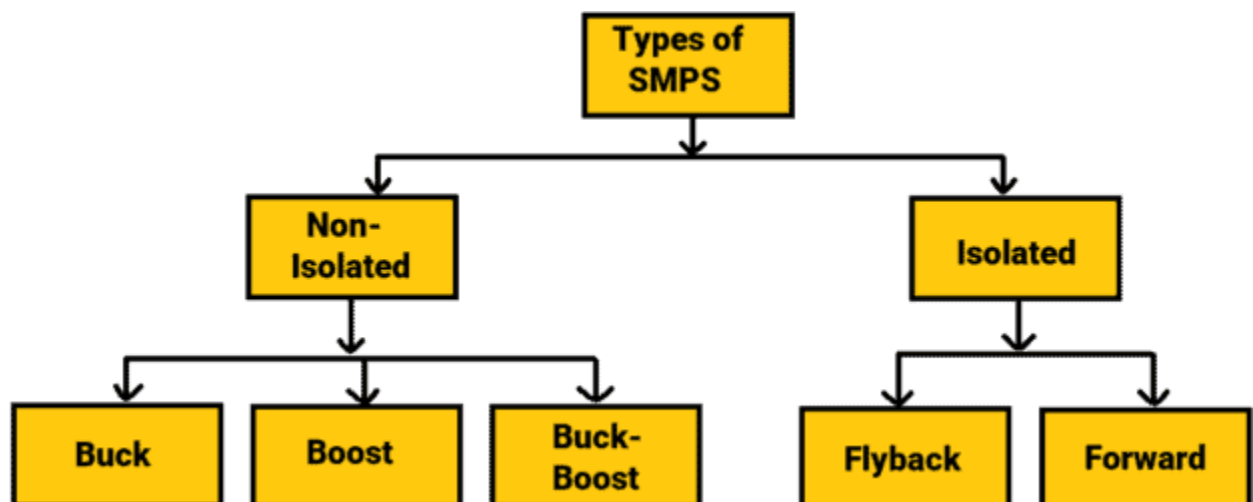 Types of
SMPS
Non-
Isolated
Isolated
Buck
Boost
Buck-
Boost
Flyback
Forward